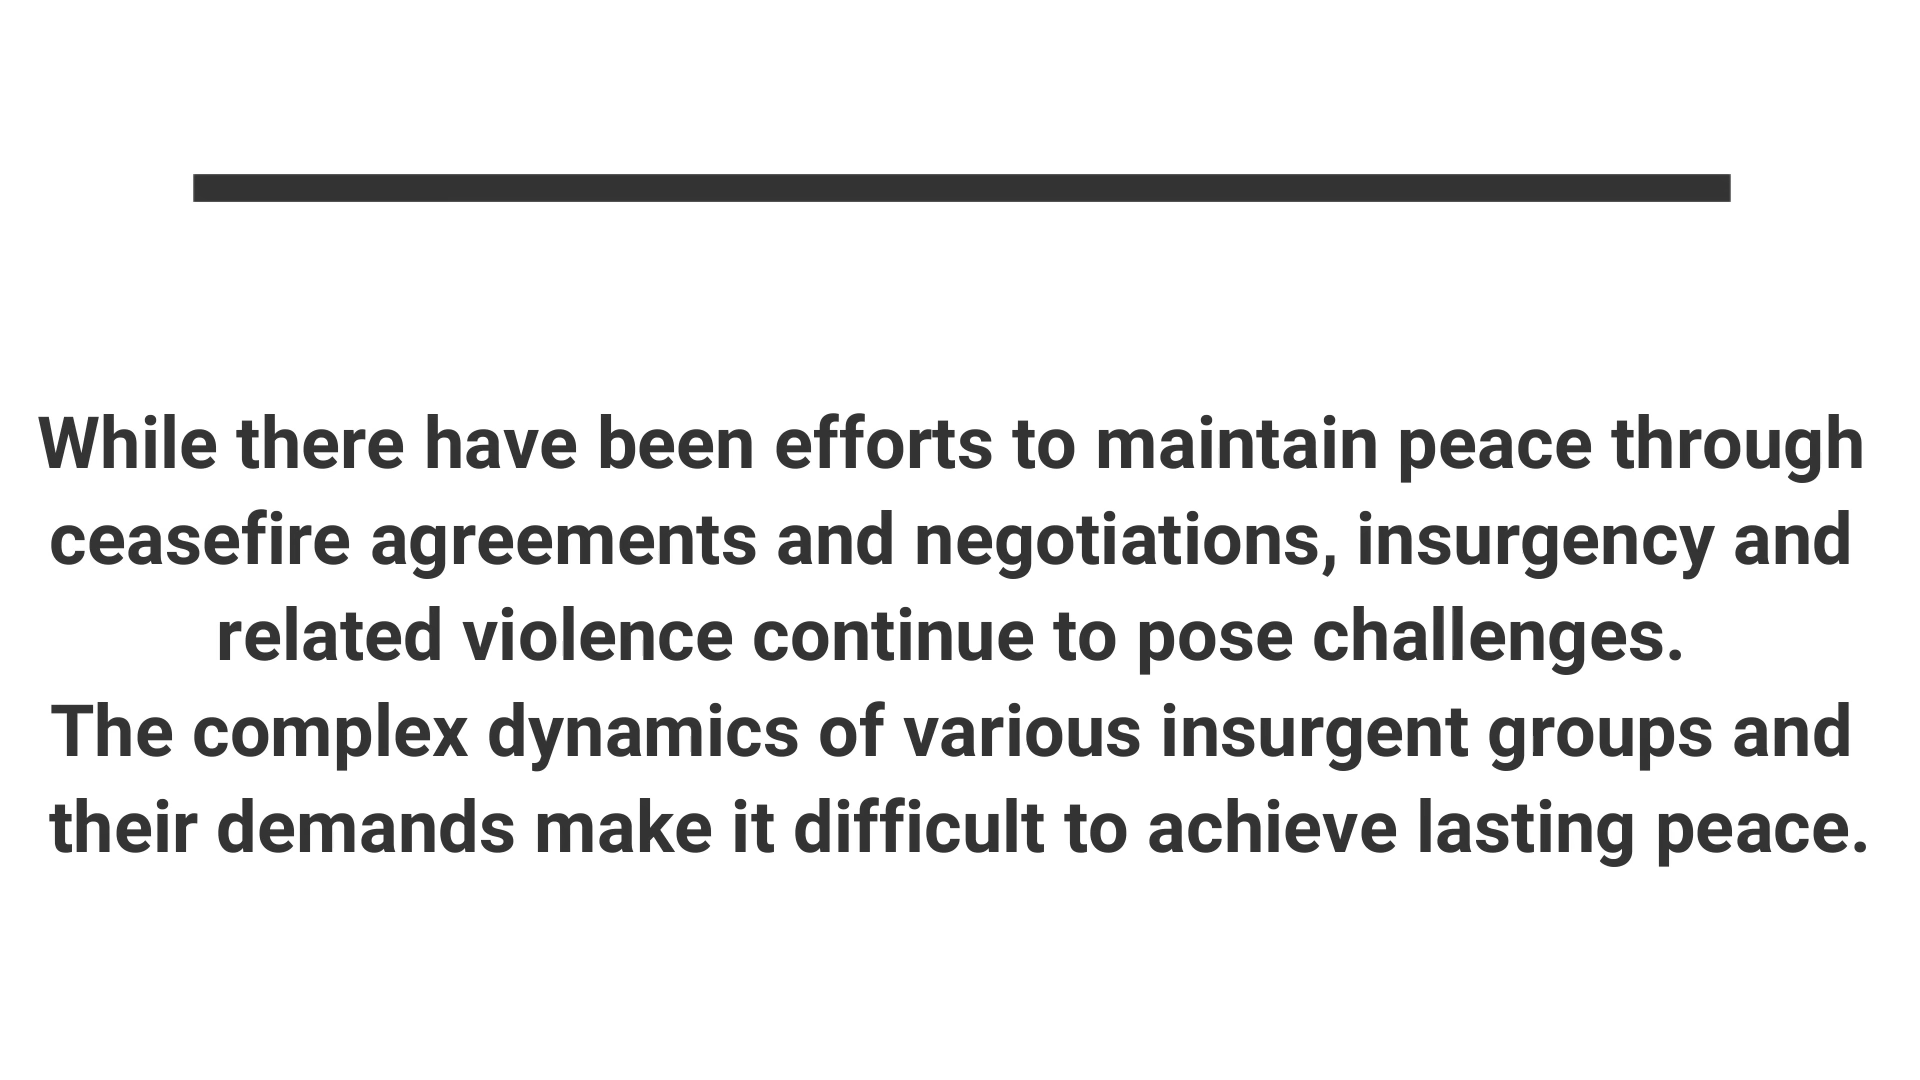 While there have been efforts to maintain peace through
ceasefire agreements and negotiations, insurgency and
related violence continue to pose challenges.
The complex dynamics of various insurgent groups and
their demands make it difficult to achieve lasting peace.